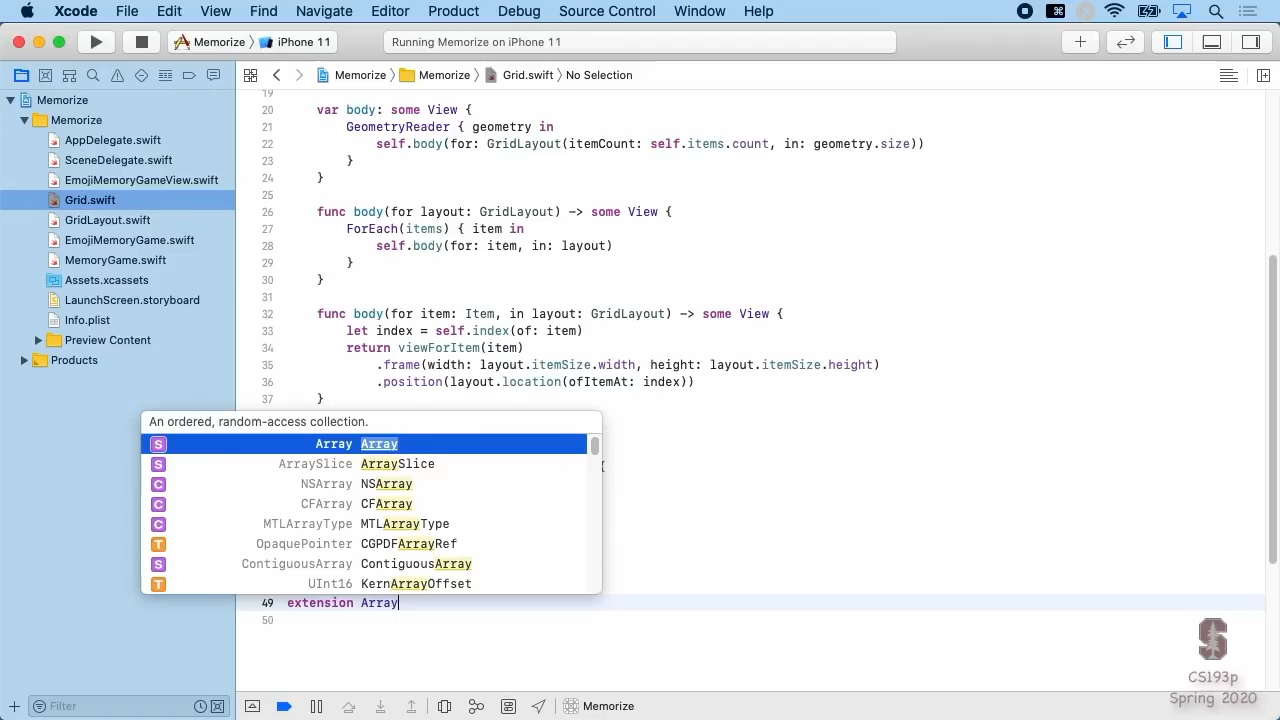 Xcode File Edit View Find Navigate Editor Product Debug Source Control Window Help
Memorize iPhone 11
Running Memorize on iPhone 11
Memorize Memorize Grid.swift No Selection
Memorize
Memorize
AppDelegate.swift
SceneDelegate.swift
EmojiMemoryGameView.swift
Grid.swift
GridLayout.swift
EmojiMemoryGame.swift
MemoryGame.swift
Assets.xcassets
LaunchScreen.storyboard
Info.plist
Preview Content
Products
19
20 var body: some View {
21 GeometryReader { geometry in
22 self.body(for: GridLayout(itemCount: self.items.count, in: geometry.size))
23 }
24 }
25
26 func body(for layout: GridLayout) -> some View {
27 ForEach(items) { item in
28 self.body(for: item, in: layout)
29 }
30 }
31
32 func body(for item: Item, in layout: GridLayout) -> some View {
33 let index = self.index(of: item)
34 return viewForItem(item)
35 .frame(width: layout.itemSize.width, height: layout.itemSize.height)
36 .position(layout.location(ofItemAt: index))
37 }
An ordered, random-access collection.
S Array Array
S ArraySlice ArraySlice
C NSArray NSArray
C CFArray CFArray
C MTLArrayType MTLArrayType
T OpaquePointer CGPDFArrayRef
S ContiguousArray ContiguousArray
T UInt16 KernArrayOffset
49 extension Array
50
Filter
Memorize
CS193p
Spring 2020